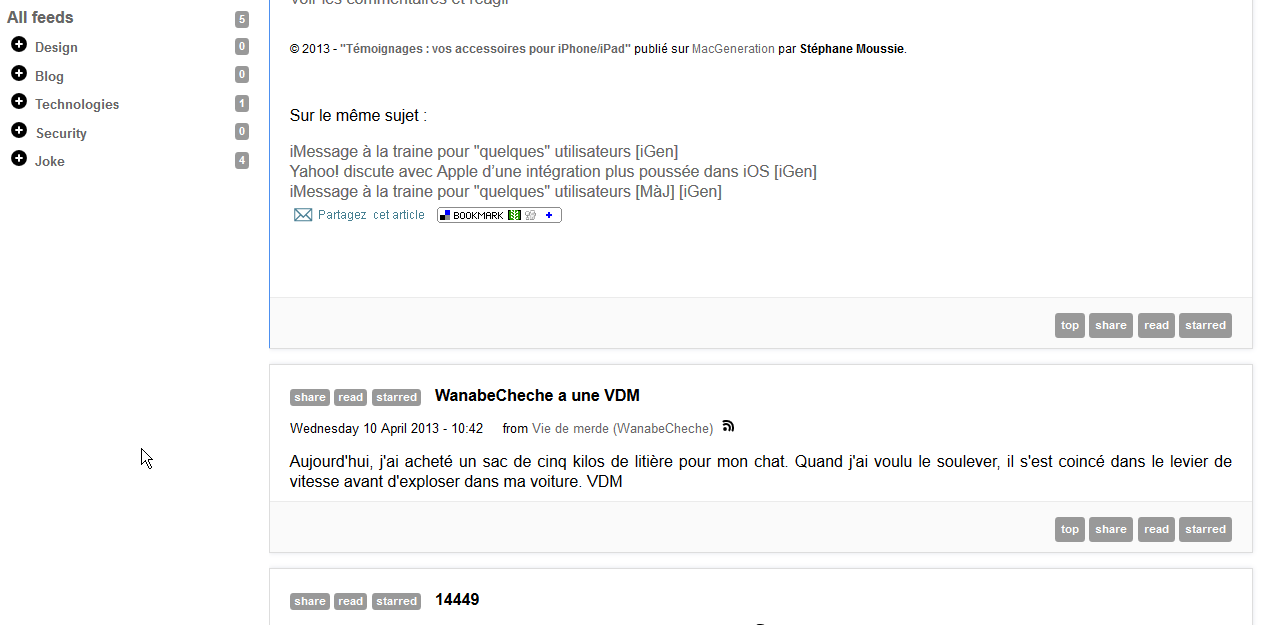 All feeds 5
Design 0
Blog 0
Technologies 1
Security 0
Joke 4
Voir les commentaires et réagir
© 2013 - "Témoignages : vos accessoires pour iPhone/iPad" publié sur MacGeneration par Stéphane Moussie.
Sur le même sujet :
iMessage à la traine pour "quelques" utilisateurs [iGen]
Yahoo! discute avec Apple d’une intégration plus poussée dans iOS [iGen]
iMessage à la traine pour "quelques" utilisateurs [MàJ] [iGen]
Partagez cet article BOOKMARK
top share read starred
share read starred WanabeCheche a une VDM
Wednesday 10 April 2013 - 10:42 from Vie de merde (WanabeCheche)
Aujourd'hui, j'ai acheté un sac de cinq kilos de litière pour mon chat. Quand j'ai voulu le soulever, il s'est coincé dans le levier de
vitesse avant d'exploser dans ma voiture. VDM
top share read starred
share read starred 14449